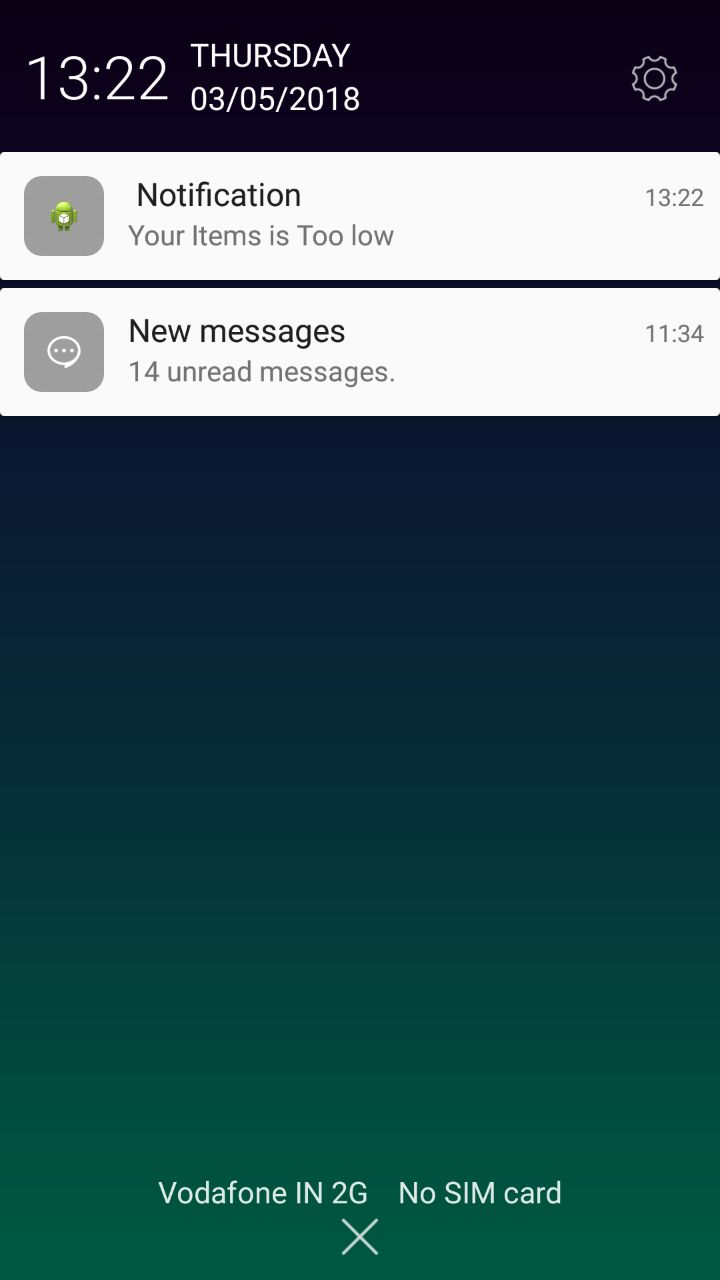 13:22
THURSDAY
03/05/2018
Notification
13:22
Your Items is Too low
New messages
11:34
14 unread messages.
Vodafone IN 2G No SIM card